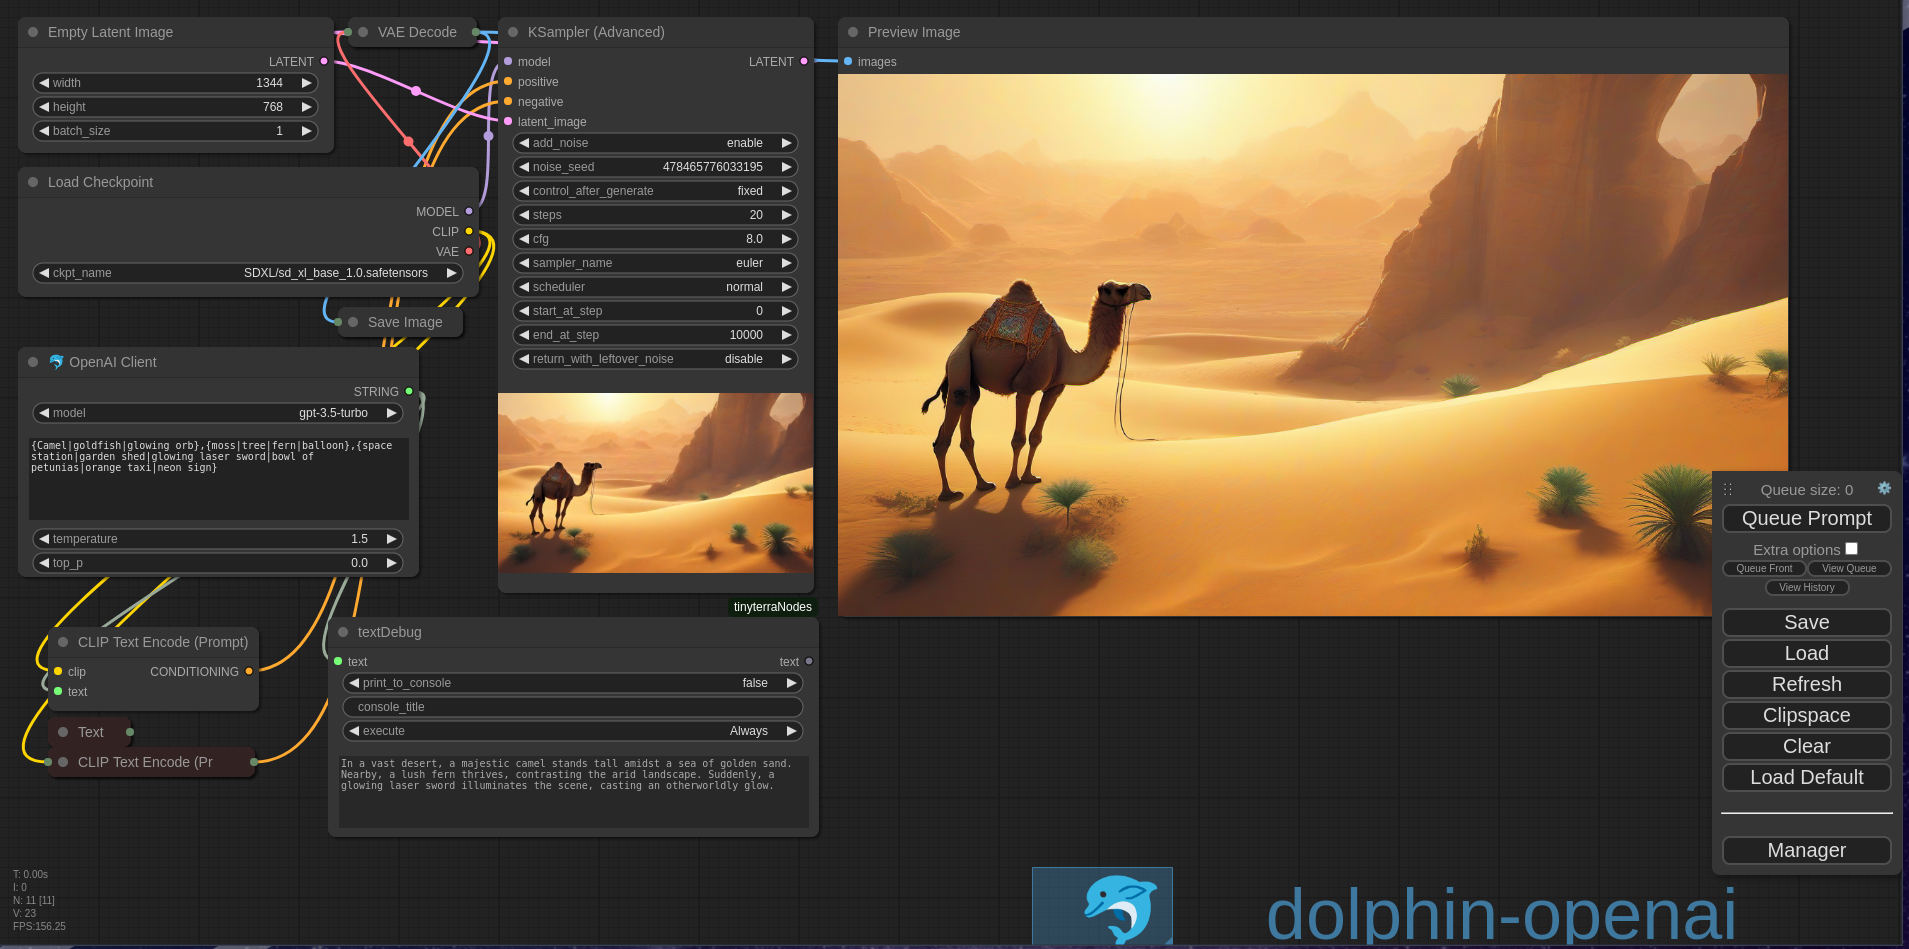 Empty Latent Image
LATENT
width 1344
height 768
batch_size 1
VAE Decode
Load Checkpoint
MODEL
CLIP
VAE
ckpt_name SDXL/sd_xl_base_1.0.safetensors
Save Image
OpenAI Client
STRING
model gpt-3.5-turbo
{Camel|goldfish|glowing orb},{moss|tree|fern|balloon},{space
station|garden shed|glowing laser sword|bowl of
petunias|orange taxi|neon sign}
temperature 1.5
top_p 0.0
CLIP Text Encode (Prompt)
clip CONDITIONING
text
Text
CLIP Text Encode (Pr
KSampler (Advanced)
model LATENT
positive
negative
latent_image
add_noise enable
noise_seed 478465776033195
control_after_generate fixed
steps 20
cfg 8.0
sampler_name euler
scheduler normal
start_at_step 0
end_at_step 10000
return_with_leftover_noise disable
tinyterraNodes
textDebug
text text
print_to_console false
console_title
execute Always
In a vast desert, a majestic camel stands tall amidst a sea of golden sand.
Nearby, a lush fern thrives, contrasting the arid landscape. Suddenly, a
glowing laser sword illuminates the scene, casting an otherworldly glow.
Preview Image
images
Queue size: 0
Queue Prompt
Extra options
Queue Front View Queue
View History
Save
Load
Refresh
Clipspace
Clear
Load Default
Manager
T: 0.00s
I: 0
N: 11 [11]
V: 23
FPS:156.25
dolphin-openai